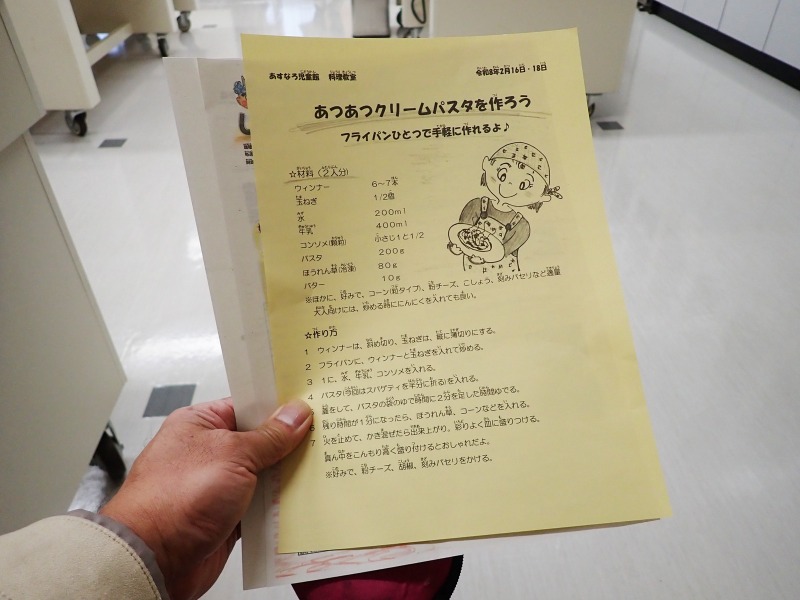 あすなろ児童館 料理教室
令和8年2月16日・18日
あつあつクリームパスタを作ろう
フライパンひとつで手軽に作れるよ♪
☆材料（２人分）
ウィンナー 6～7本
玉ねぎ 1/2個
水 200ml
牛乳 400ml
コンソメ(顆粒) 小さじ1と1/2
パスタ 200g
ほうれん草(冷凍) 80g
バター 10g
※ほかに、好みで、コーン(粒タイプ)、粉チーズ、こしょう、刻みパセリなど適量
大人向けには、炒める時ににんにくを入れても良い。
☆作り方
1 ウィンナーは、斜め切り、玉ねぎは、縦に薄切りにする。
2 フライパンに、ウィンナーと玉ねぎを入れて炒める。
3 1に、水、牛乳、コンソメを入れる。
4 パスタ(今回はスパゲティを半分に折る)を入れる。
蓋をして、パスタの袋のゆで時間に2分を足した時間ゆでる。
6 残り時間が1分になったら、ほうれん草、コーンなどを入れる。
7 火を止めて、かき混ぜたら出来上がり。彩りよく皿に盛りつける。
真ん中をこんもり高く盛り付けるとおしゃれだよ。
※好みで、粉チーズ、胡椒、刻みパセリをかける。